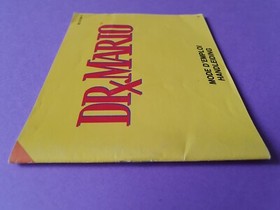 DR. MARIO
MODE D'EMPLOI
HANDLEIDING